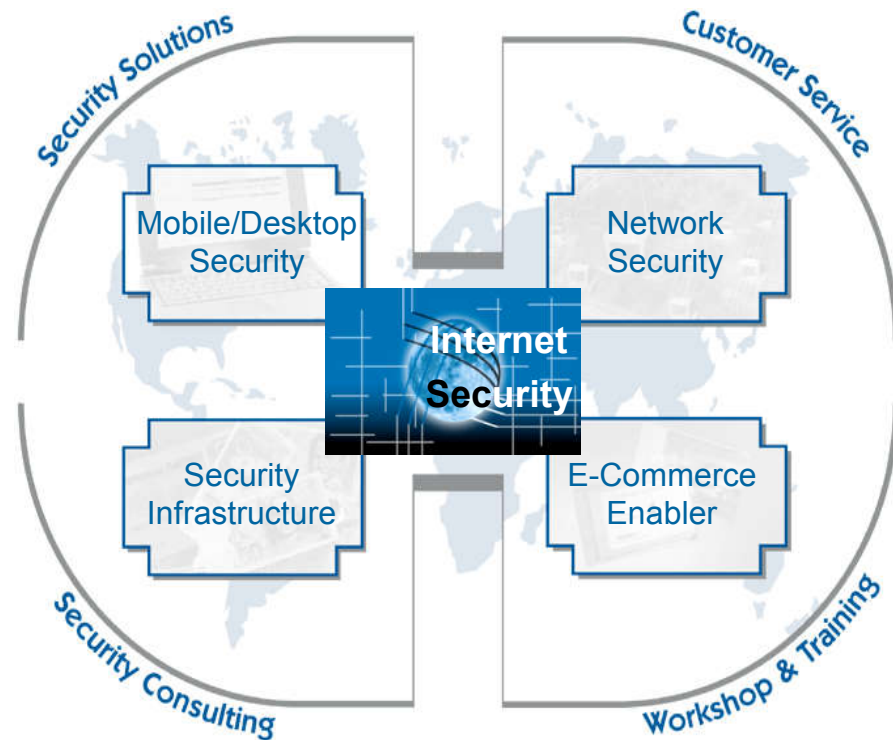 Security Solutions
Customer Service
Mobile/Desktop
Security
Network
Security
Internet
Security
Security
Infrastructure
E-Commerce
Enabler
Security Consulting
Workshop & Training